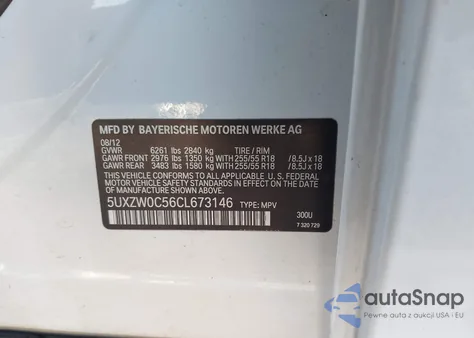 MFD BY BAYERISCHE MOTOREN WERKE AG
08/12
GVWR 6261 lbs 2840 kg TIRE / RIM
GAWR FRONT 2976 lbs 1350 kg 255/55 R18 /8.5J x 18
GAWR REAR 3483 lbs 1580 kg 255/55 R18 /8.5J x 18
THIS VEHICLE CONFORMS TO ALL APPLICABLE U.S. FEDERAL
MOTOR VEHICLE SAFETY STANDARDS IN EFFECT ON THE DATE OF
MANUFACTURE SHOWN ABOVE.
5UXZW0C56CL673146 TYPE: MPV
300U
7 320 729
autoSnap
Pewne auta z aukcji USA i EU